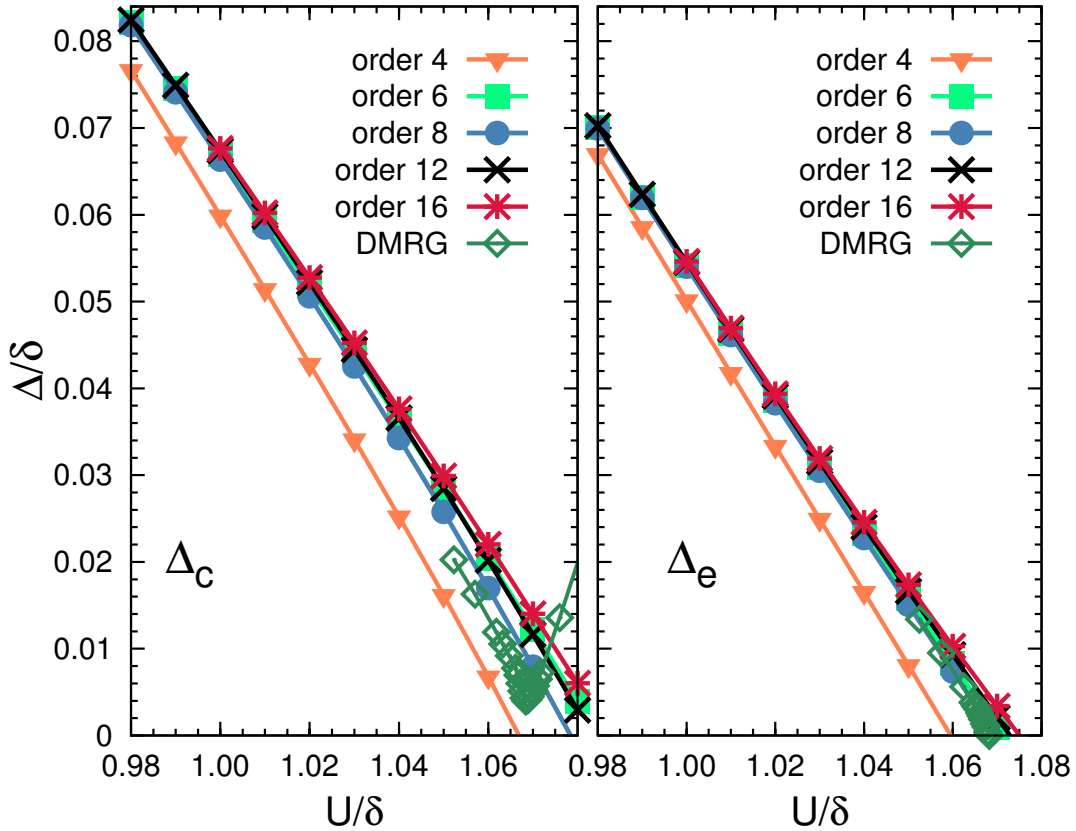 Δ/δ
0.08
0.07
0.06
0.05
0.04
0.03
0.02
0.01
0
order 4
order 6
order 8
order 12
order 16
DMRG
Δc
0.98 1.00 1.02 1.04 1.06
U/δ
order 4
order 6
order 8
order 12
order 16
DMRG
Δe
0.98 1.00 1.02 1.04 1.06 1.08
U/δ